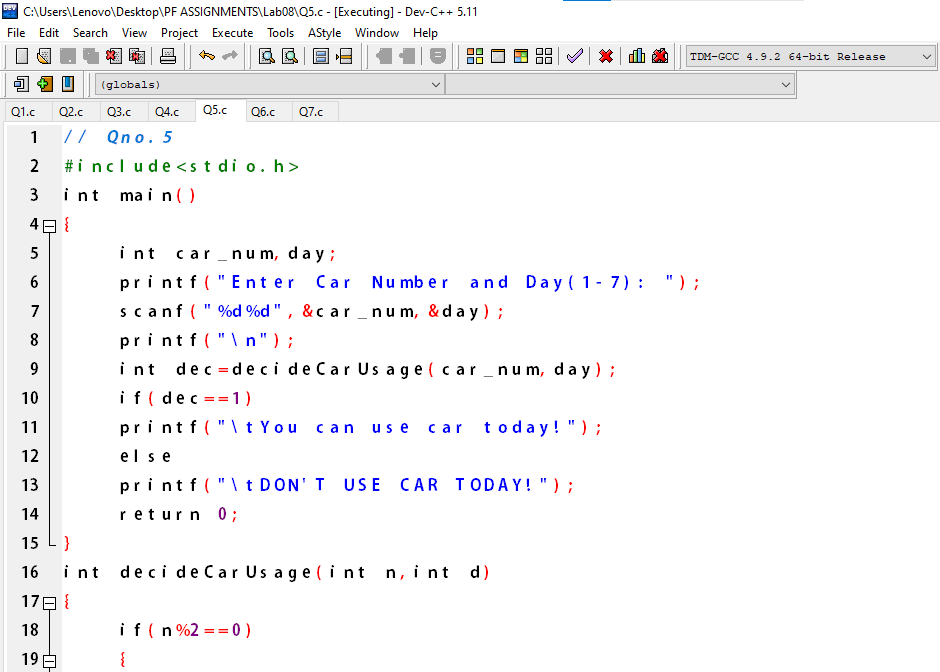 C:\Users\Lenovo\Desktop\PF ASSIGNMENTS\Lab08\Q5.c - [Executing] - Dev-C++ 5.11
File Edit Search View Project Execute Tools AStyle Window Help
TDM-GCC 4.9.2 64-bit Release
(globals)
Q1.c Q2.c Q3.c Q4.c Q5.c Q6.c Q7.c
1 // Qno.5
2 #include<stdio.h>
3 int main()
4 {
5 int car_num,day;
6 printf("Enter Car Number and Day(1-7): ");
7 scanf("%d%d",&car_num,&day);
8 printf("\n");
9 int dec=decideCarUsage(car_num,day);
10 if(dec==1)
11 printf("\tYou can use car today!");
12 else
13 printf("\tDON'T USE CAR TODAY!");
14 return 0;
15 }
16 int decideCarUsage(int n,int d)
17 {
18 if(n%2==0)
19 {